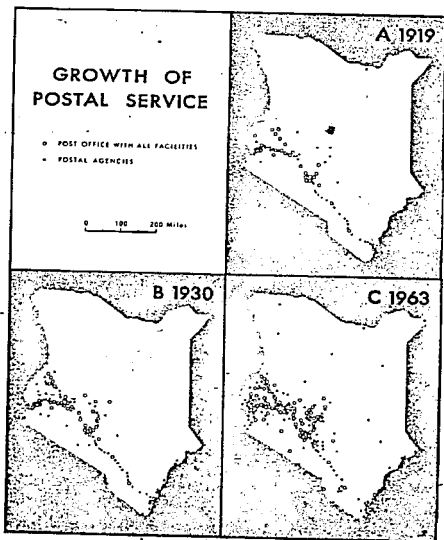 GROWTH OF
POSTAL SERVICE
POST OFFICE WITH ALL FACILITIES
POSTAL AGENCIES
0 100 200 Miles
A 1919
B 1930
C 1963